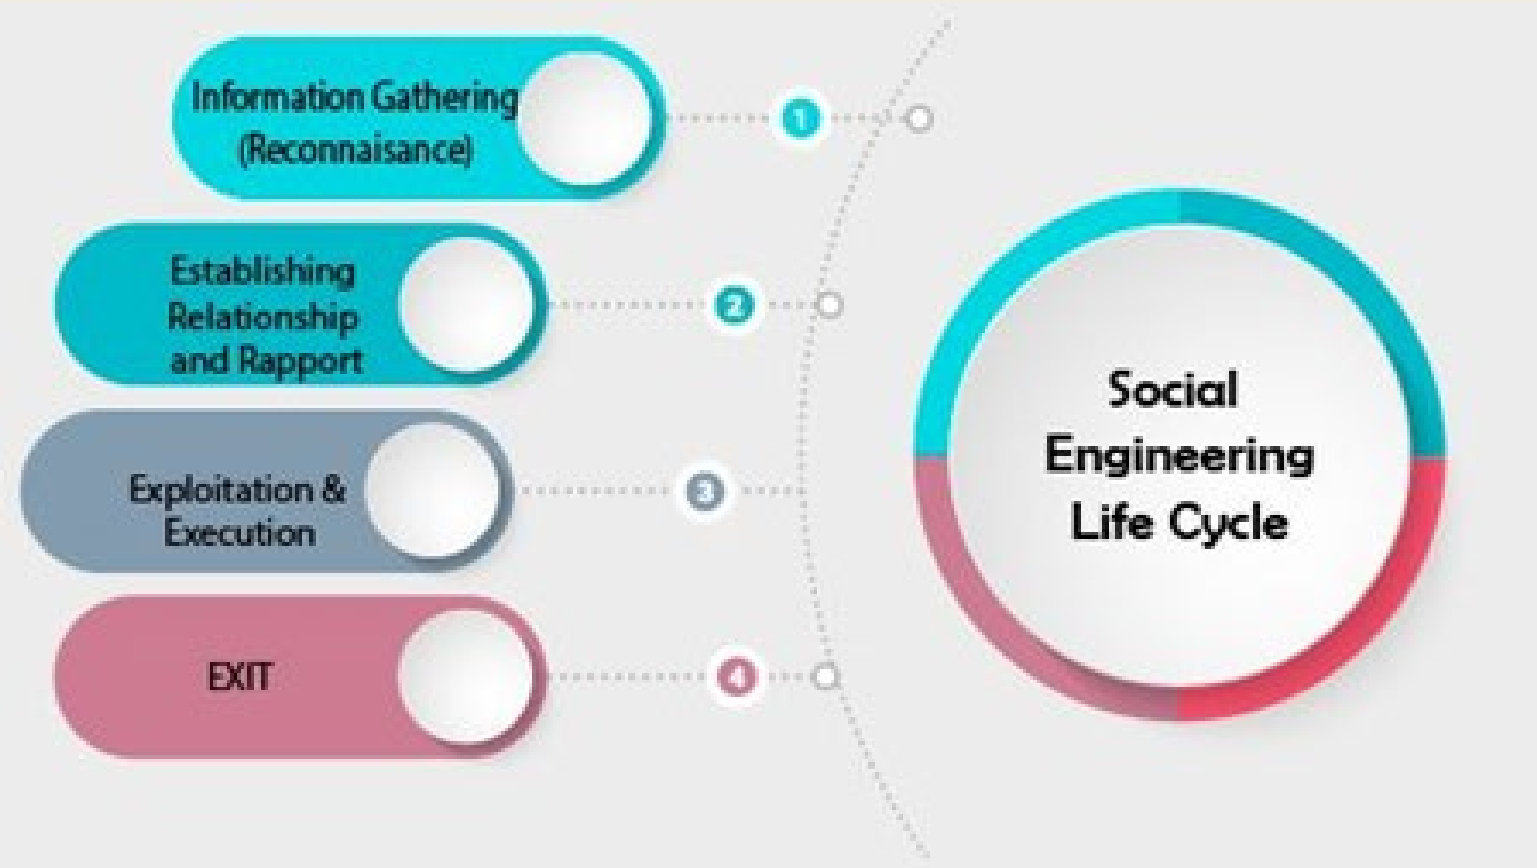 Information Gathering
(Reconnaisance)
1
Establishing
Relationship
and Rapport
2
Exploitation &
Execution
3
EXIT
4
Social
Engineering
Life Cycle